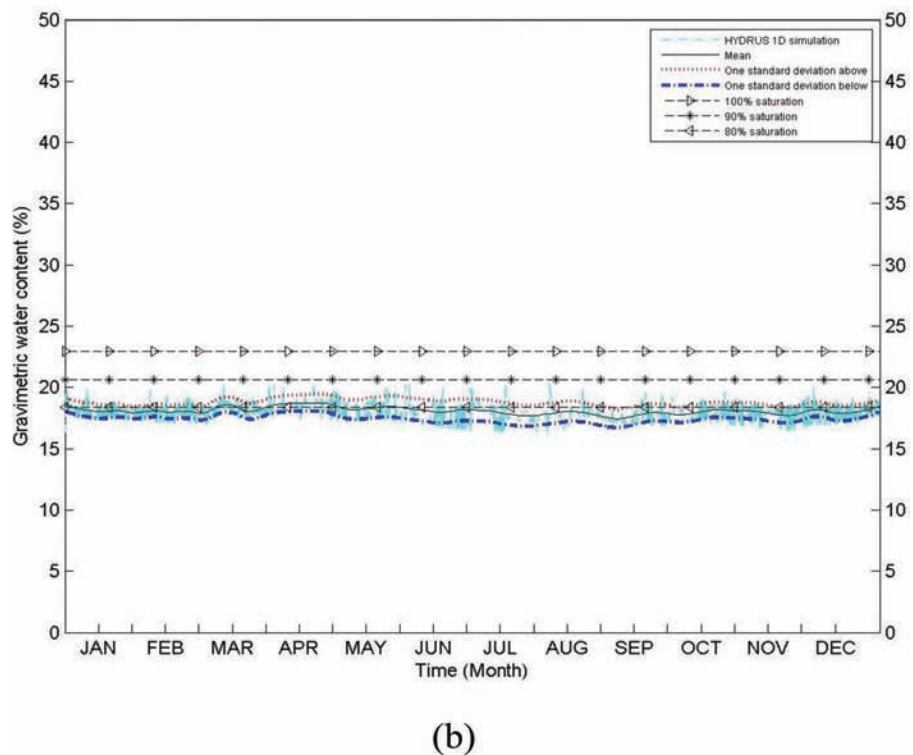 50
45
40
35
30
25
20
15
10
5
0
Gravimetric water content (%)
HYDRUS 1D simulation
Mean
One standard deviation above
One standard deviation below
100% saturation
90% saturation
80% saturation
50
45
40
35
30
25
20
15
10
5
0
JAN FEB MAR APR MAY JUN JUL AUG SEP OCT NOV DEC
Time (Month)
(b)